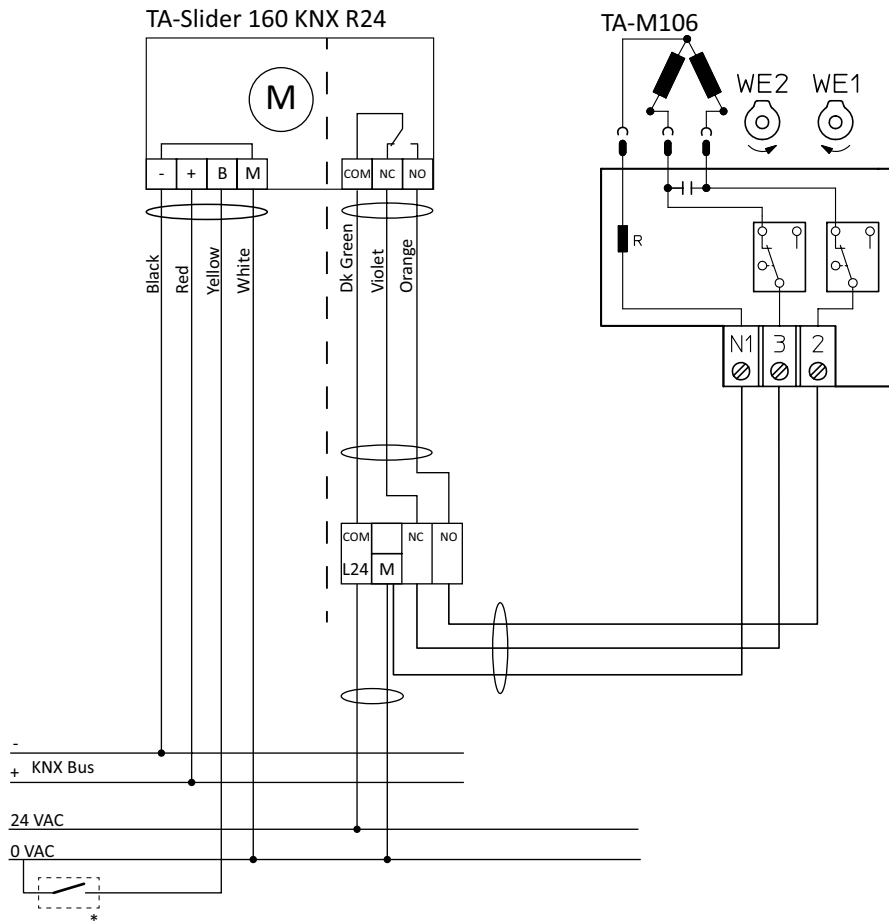 TA-Slider 160 KNX R24
TA-M106
M
WE2 WE1
- + B M
COM NC NO
R
Black
Red
Yellow
White
Dk Green
Violet
Orange
N1 3 2
COM NC NO
L24 M
-
+ KNX Bus
24 VAC
0 VAC
*